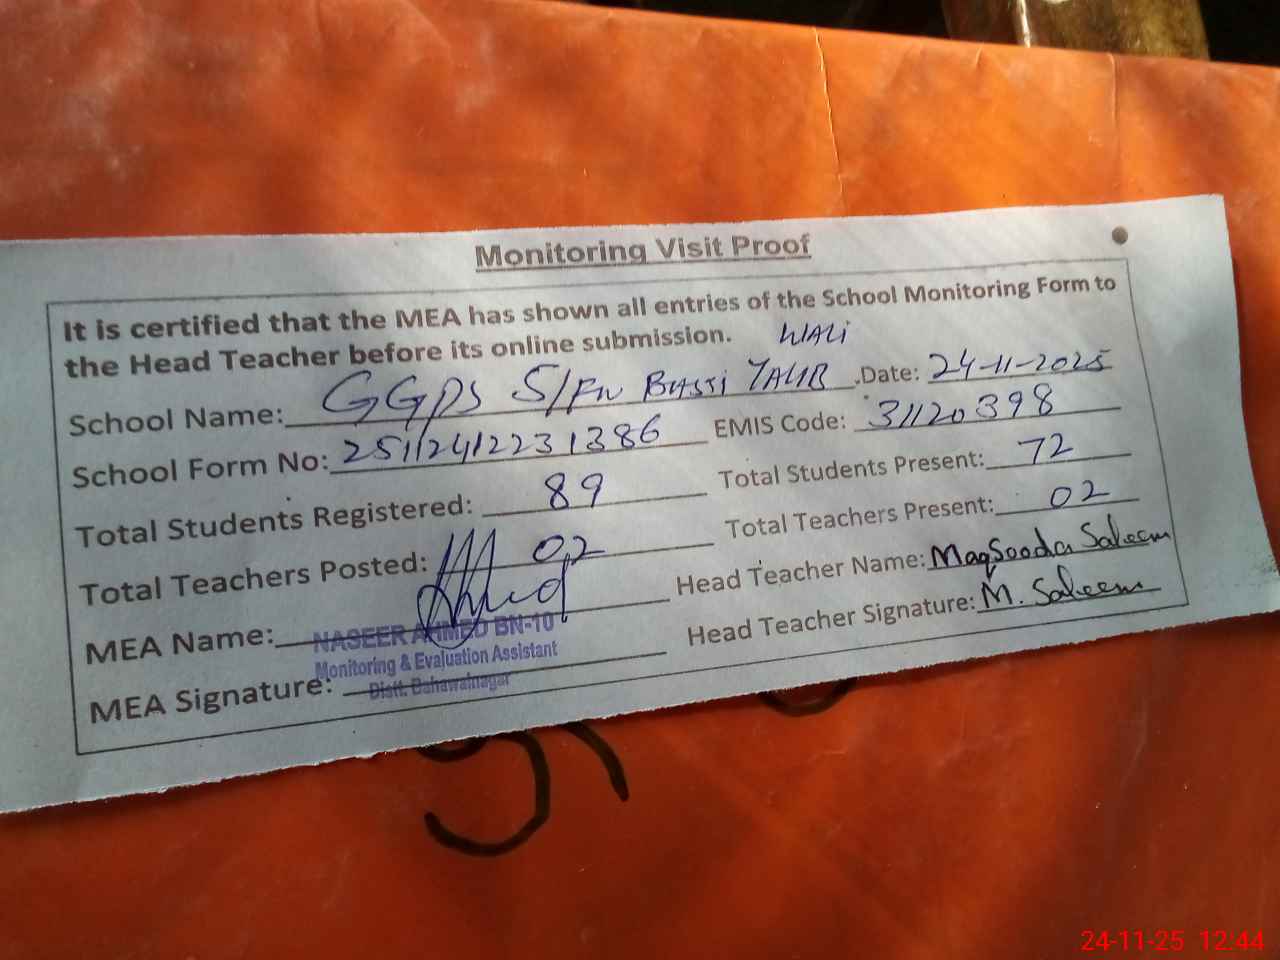 Monitoring Visit Proof
It is certified that the MEA has shown all entries of the School Monitoring Form to
the Head Teacher before its online submission.
WALI
School Name: GGPS S/FW BASTI Date: 24-11-2025
School Form No: 251124122231386 EMIS Code: 31120398
Total Students Registered: 89 Total Students Present: 72
Total Teachers Posted: 02 Total Teachers Present: 02
MEA Name: Head Teacher Name: Maqsooda Saleem
NASEER AHMED BN-10
Monitoring & Evaluation Assistant
Distt. Bahawalnagar
MEA Signature: Head Teacher Signature: M. Saleem
24-11-25 12:44